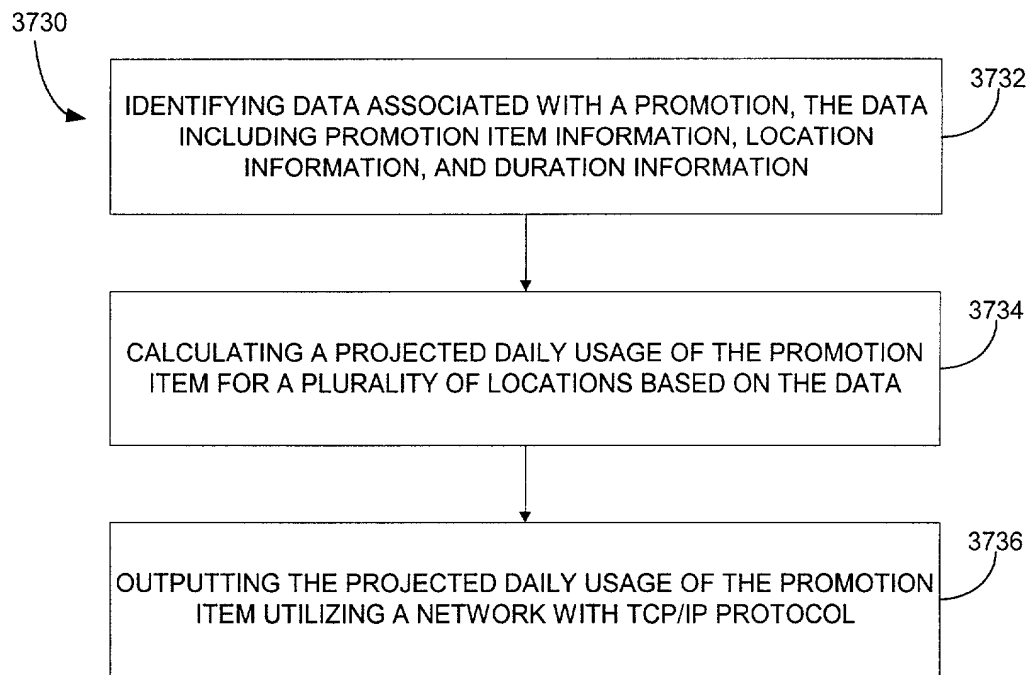 3730
3732
IDENTIFYING DATA ASSOCIATED WITH A PROMOTION, THE DATA
INCLUDING PROMOTION ITEM INFORMATION, LOCATION
INFORMATION, AND DURATION INFORMATION
3734
CALCULATING A PROJECTED DAILY USAGE OF THE PROMOTION
ITEM FOR A PLURALITY OF LOCATIONS BASED ON THE DATA
3736
OUTPUTTING THE PROJECTED DAILY USAGE OF THE PROMOTION
ITEM UTILIZING A NETWORK WITH TCP/IP PROTOCOL